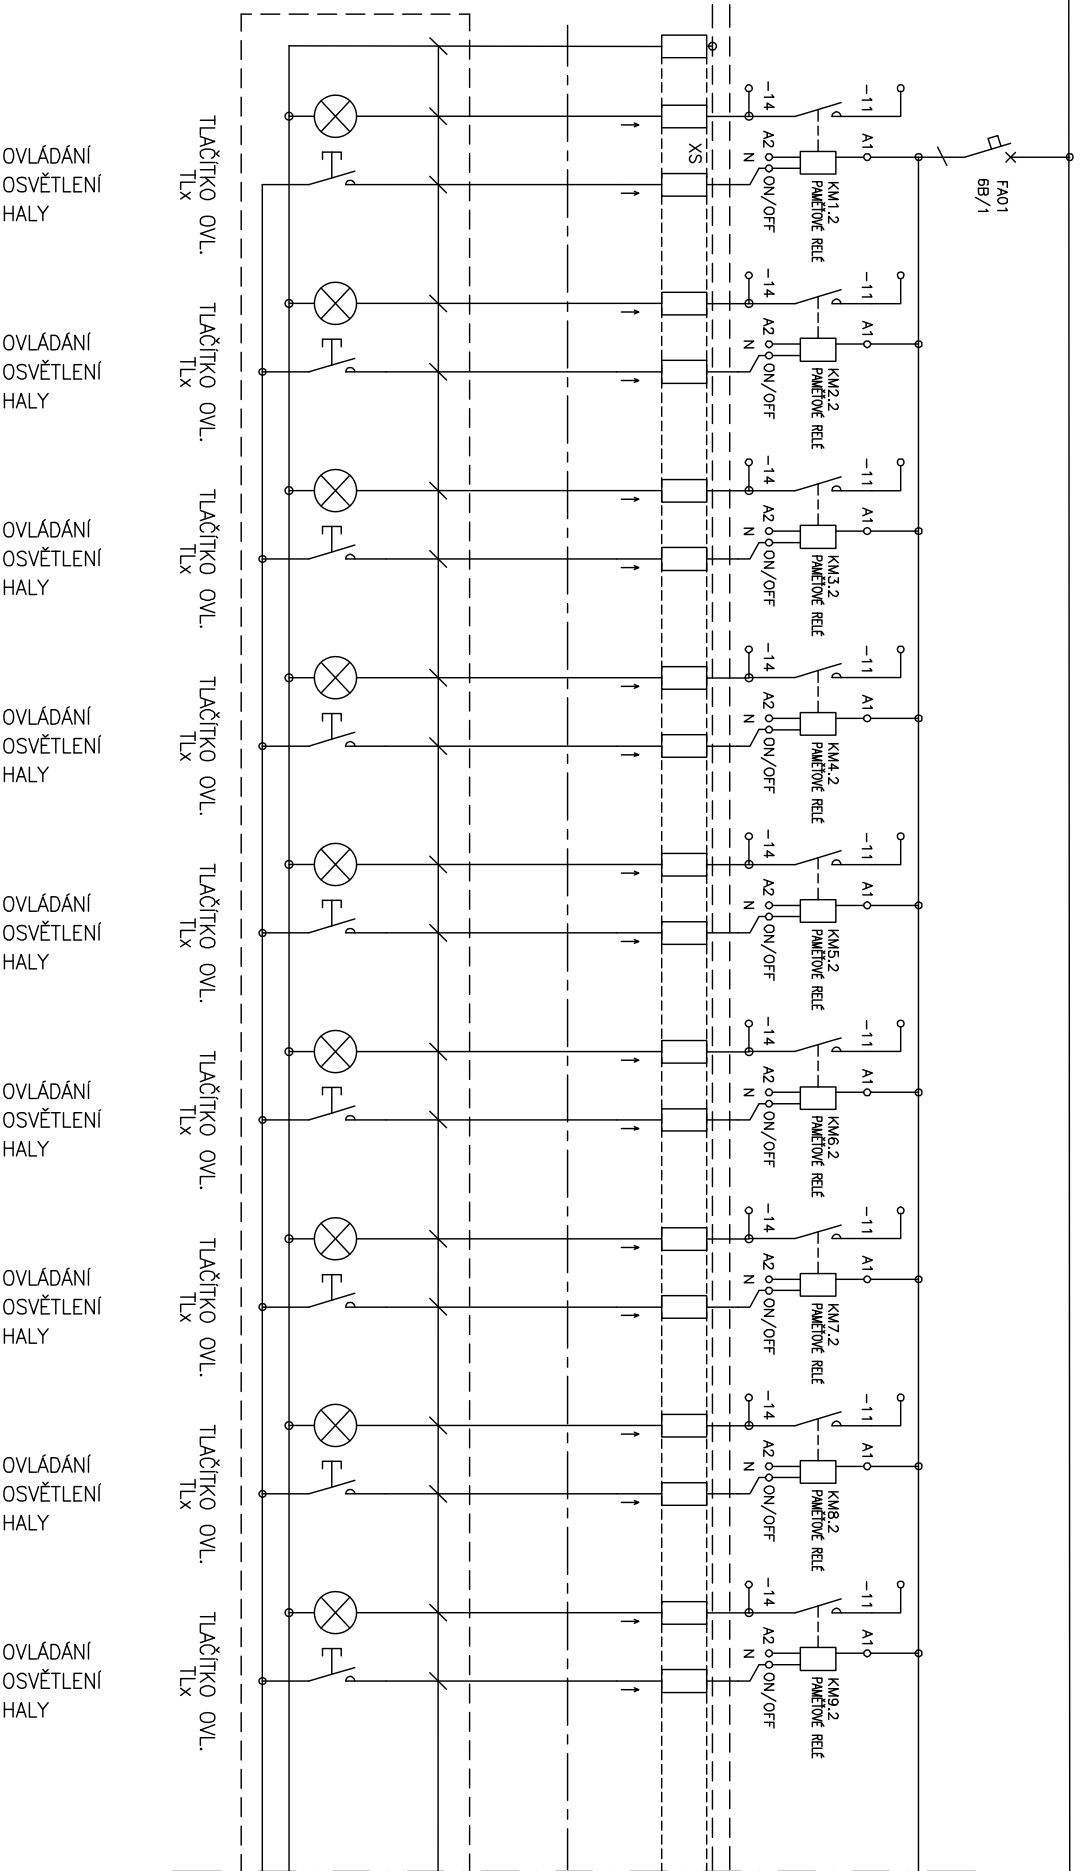 FA01
6B/1
XS
-14
-11
A2
A1
N
ON/OFF
KM1.2
PAMĚŤOVÉ RELÉ
TLAČÍTKO OVL.
TLx
OVLÁDÁNÍ
OSVĚTLENÍ
HALY
-14
-11
A2
A1
N
ON/OFF
KM2.2
PAMĚŤOVÉ RELÉ
TLAČÍTKO OVL.
TLx
OVLÁDÁNÍ
OSVĚTLENÍ
HALY
-14
-11
A2
A1
N
ON/OFF
KM3.2
PAMĚŤOVÉ RELÉ
TLAČÍTKO OVL.
TLx
OVLÁDÁNÍ
OSVĚTLENÍ
HALY
-14
-11
A2
A1
N
ON/OFF
KM4.2
PAMĚŤOVÉ RELÉ
TLAČÍTKO OVL.
TLx
OVLÁDÁNÍ
OSVĚTLENÍ
HALY
-14
-11
A2
A1
N
ON/OFF
KM5.2
PAMĚŤOVÉ RELÉ
TLAČÍTKO OVL.
TLx
OVLÁDÁNÍ
OSVĚTLENÍ
HALY
-14
-11
A2
A1
N
ON/OFF
KM6.2
PAMĚŤOVÉ RELÉ
TLAČÍTKO OVL.
TLx
OVLÁDÁNÍ
OSVĚTLENÍ
HALY
-14
-11
A2
A1
N
ON/OFF
KM7.2
PAMĚŤOVÉ RELÉ
TLAČÍTKO OVL.
TLx
OVLÁDÁNÍ
OSVĚTLENÍ
HALY
-14
-11
A2
A1
N
ON/OFF
KM8.2
PAMĚŤOVÉ RELÉ
TLAČÍTKO OVL.
TLx
OVLÁDÁNÍ
OSVĚTLENÍ
HALY
-14
-11
A2
A1
N
ON/OFF
KM9.2
PAMĚŤOVÉ RELÉ
TLAČÍTKO OVL.
TLx
OVLÁDÁNÍ
OSVĚTLENÍ
HALY